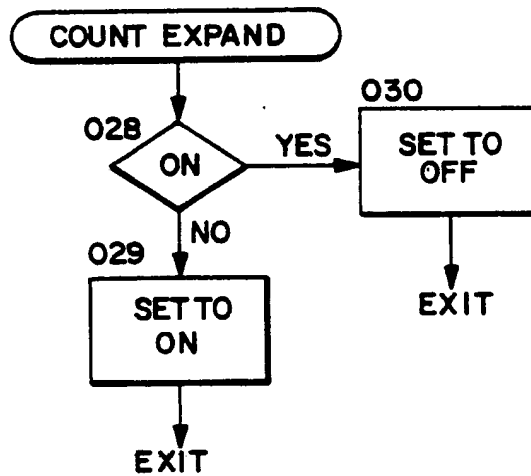 COUNT EXPAND
028
ON
YES
030
SET TO
OFF
EXIT
NO
029
SET TO
ON
EXIT